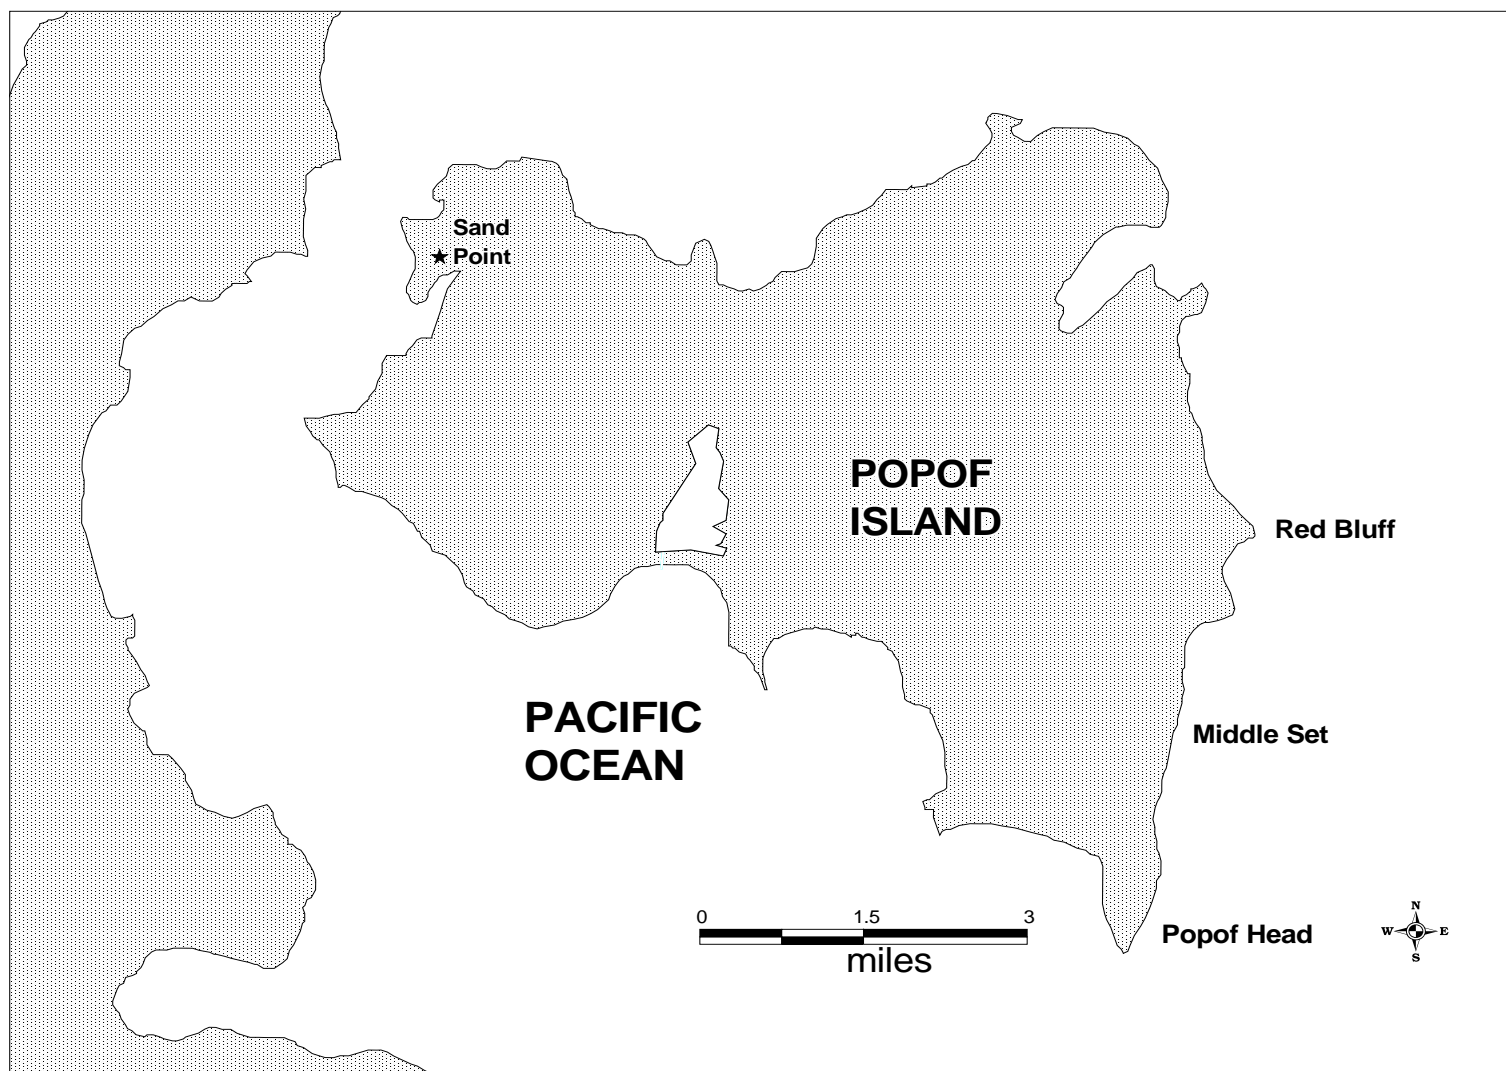 Sand
Point
POPOF
ISLAND
Red Bluff
PACIFIC
OCEAN
Middle Set
0 1.5 3
miles
Popof Head
N
W E
S